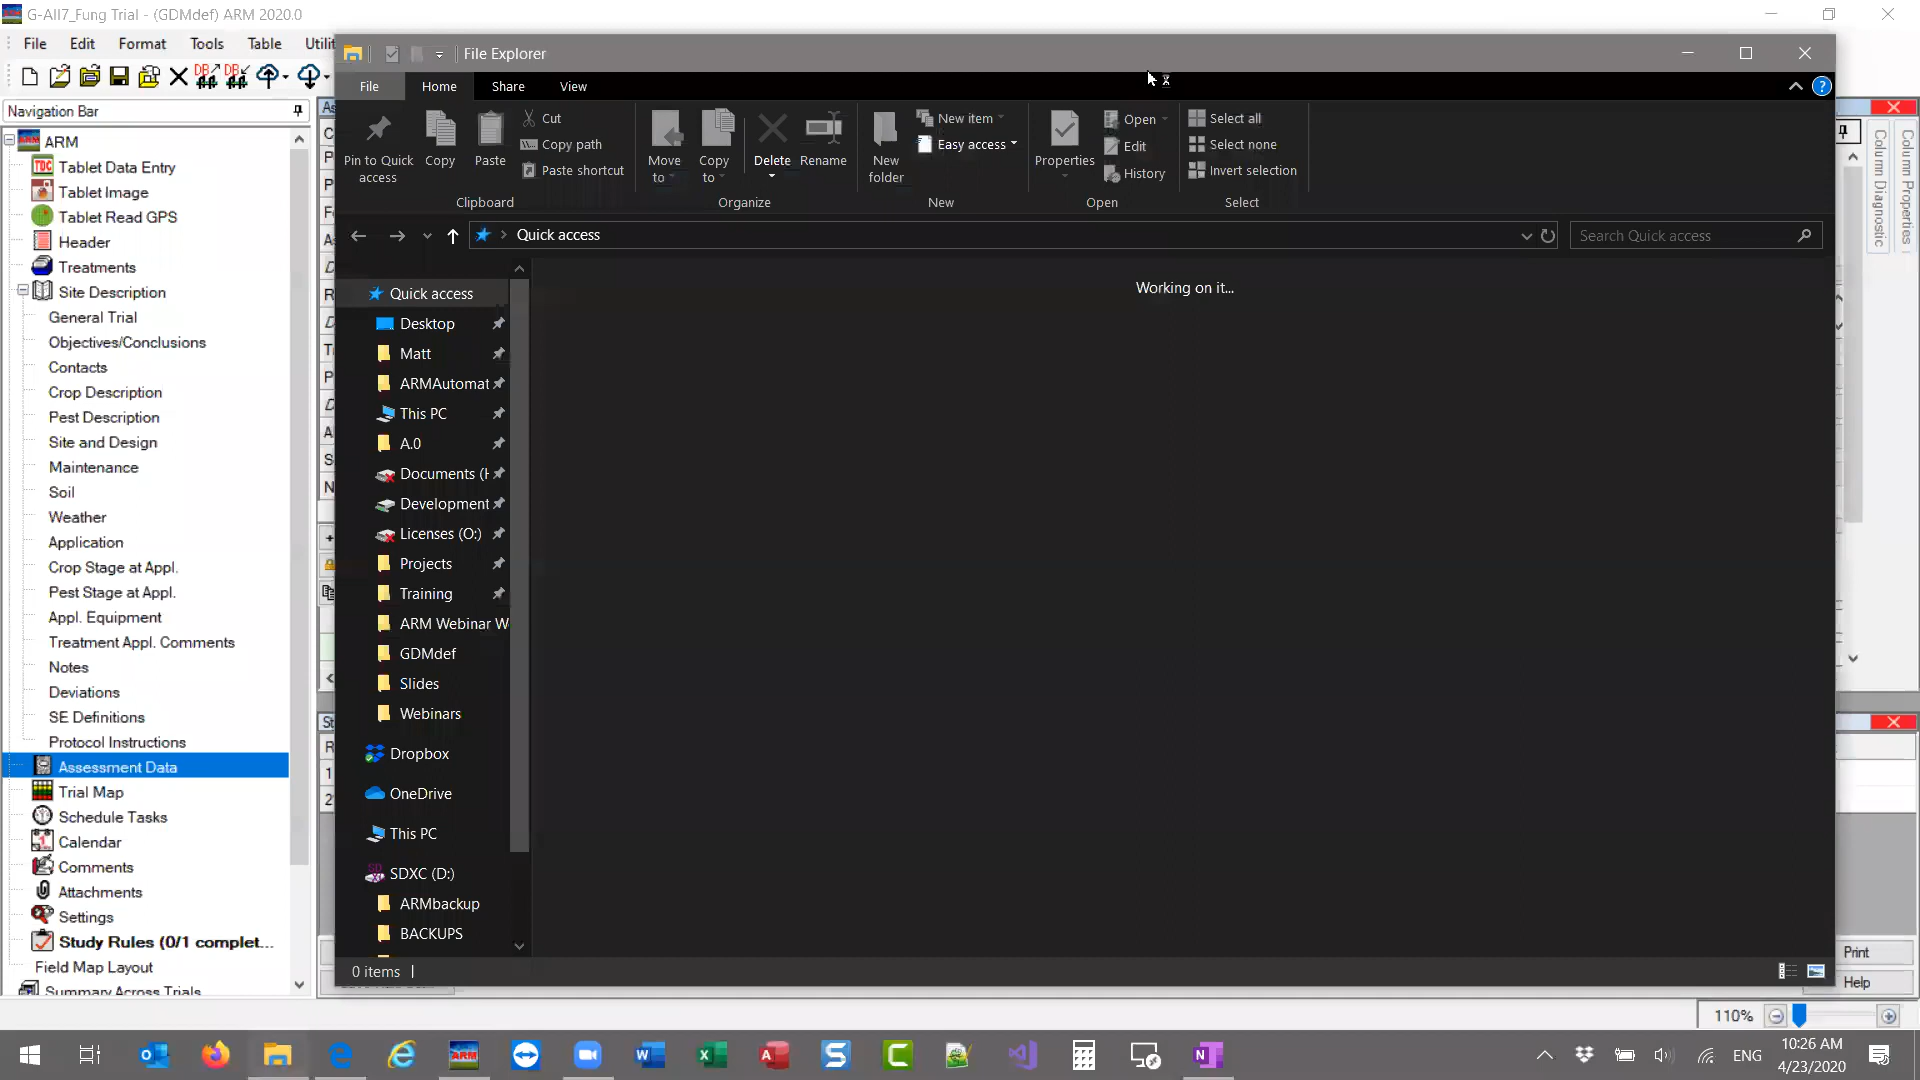 G-All7_Fung Trial - (GDMdef) ARM 2020.0
File Edit Format Tools Table
Navigation Bar
ARM
Tablet Data Entry
Tablet Image
Tablet Read GPS
Header
Treatments
Site Description
General Trial
Objectives/Conclusions
Contacts
Crop Description
Pest Description
Site and Design
Maintenance
Soil
Weather
Application
Crop Stage at Appl.
Pest Stage at Appl.
Appl. Equipment
Treatment Appl. Comments
Notes
Deviations
SE Definitions
Protocol Instructions
Assessment Data
Trial Map
Schedule Tasks
Calendar
Comments
Attachments
Settings
Study Rules (0/1 complet...
Field Map Layout
Summary Across Trials
File Explorer
File Home Share View
Pin to Quick access
Copy
Paste
Cut
Copy path
Paste shortcut
Clipboard
Move to
Copy to
Delete
Rename
Organize
New folder
New item
Easy access
New
Properties
Open
Edit
History
Open
Select all
Select none
Invert selection
Select
Quick access
Search Quick access
Quick access
Desktop
Matt
ARMAutomat
This PC
A.0
Documents (H
Development
Licenses (O:)
Projects
Training
ARM Webinar W
GDMdef
Slides
Webinars
Dropbox
OneDrive
This PC
SDXC (D:)
ARMbackup
BACKUPS
Working on it...
0 items
Column Diagnostic
Column Properties
Print
Help
110%
ENG
10:26 AM
4/23/2020